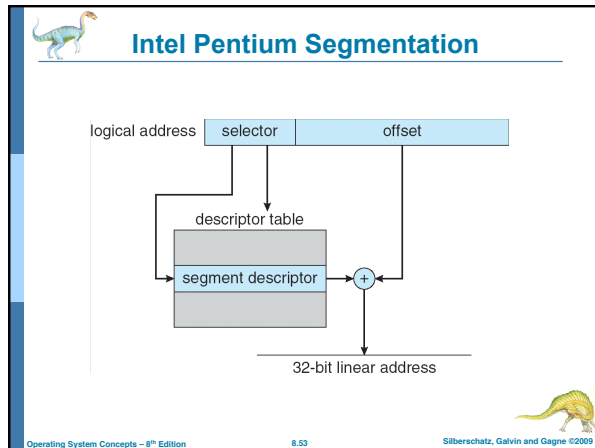 Intel Pentium Segmentation
logical address selector offset
descriptor table
segment descriptor +
32-bit linear address
Operating System Concepts – 8th Edition 8.53 Silberschatz, Galvin and Gagne ©2009